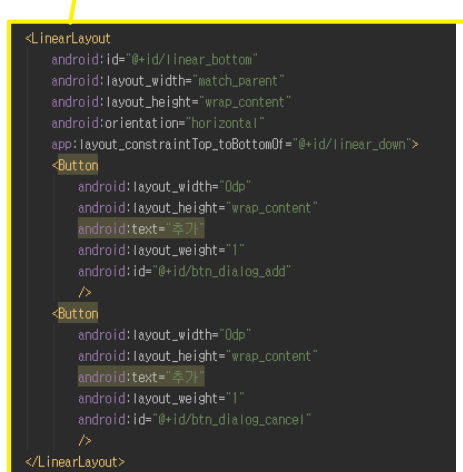 <LinearLayout
android:id="@+id/linear_bottom"
android:layout_width="match_parent"
android:layout_height="wrap_content"
android:orientation="horizontal"
app:layout_constraintTop_toBottomOf="@+id/linear_down">
<Button
android:layout_width="0dp"
android:layout_height="wrap_content"
android:text="추가"
android:layout_weight="1"
android:id="@+id/btn_dialog_add"
/>
<Button
android:layout_width="0dp"
android:layout_height="wrap_content"
android:text="추가"
android:layout_weight="1"
android:id="@+id/btn_dialog_cancel"
/>
</LinearLayout>